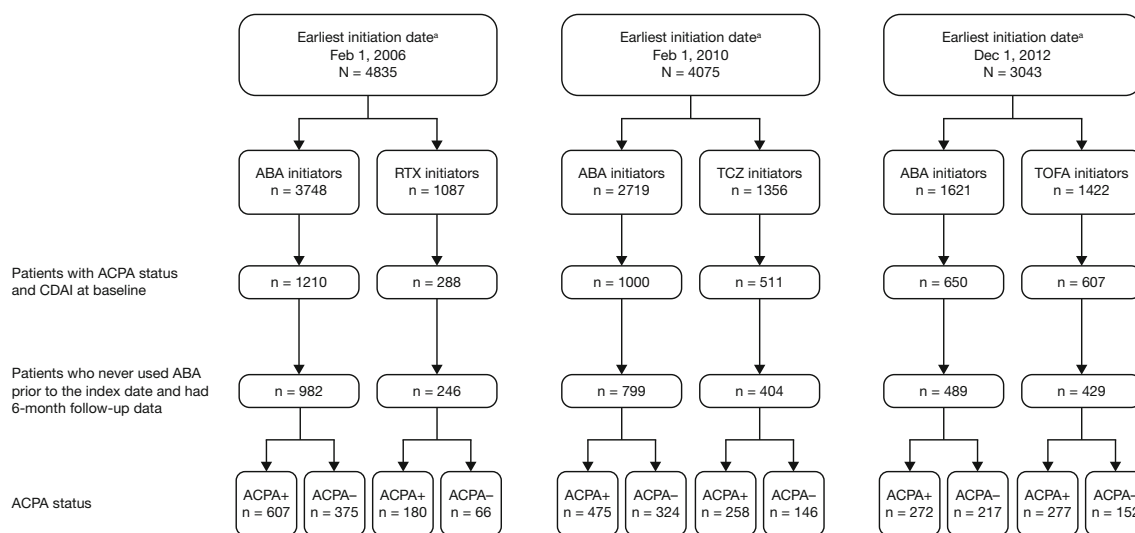 Earliest initiation dateᵃ
Feb 1, 2006
N = 4835
Earliest initiation dateᵃ
Feb 1, 2010
N = 4075
Earliest initiation dateᵃ
Dec 1, 2012
N = 3043
ABA initiators
n = 3748
RTX initiators
n = 1087
ABA initiators
n = 2719
TCZ initiators
n = 1356
ABA initiators
n = 1621
TOFA initiators
n = 1422
Patients with ACPA status
and CDAI at baseline
n = 1210
n = 288
n = 1000
n = 511
n = 650
n = 607
Patients who never used ABA
prior to the index date and had
6-month follow-up data
n = 982
n = 246
n = 799
n = 404
n = 489
n = 429
ACPA status
ACPA+
n = 607
ACPA–
n = 375
ACPA+
n = 180
ACPA–
n = 66
ACPA+
n = 475
ACPA–
n = 324
ACPA+
n = 258
ACPA–
n = 146
ACPA+
n = 272
ACPA–
n = 217
ACPA+
n = 277
ACPA–
n = 152